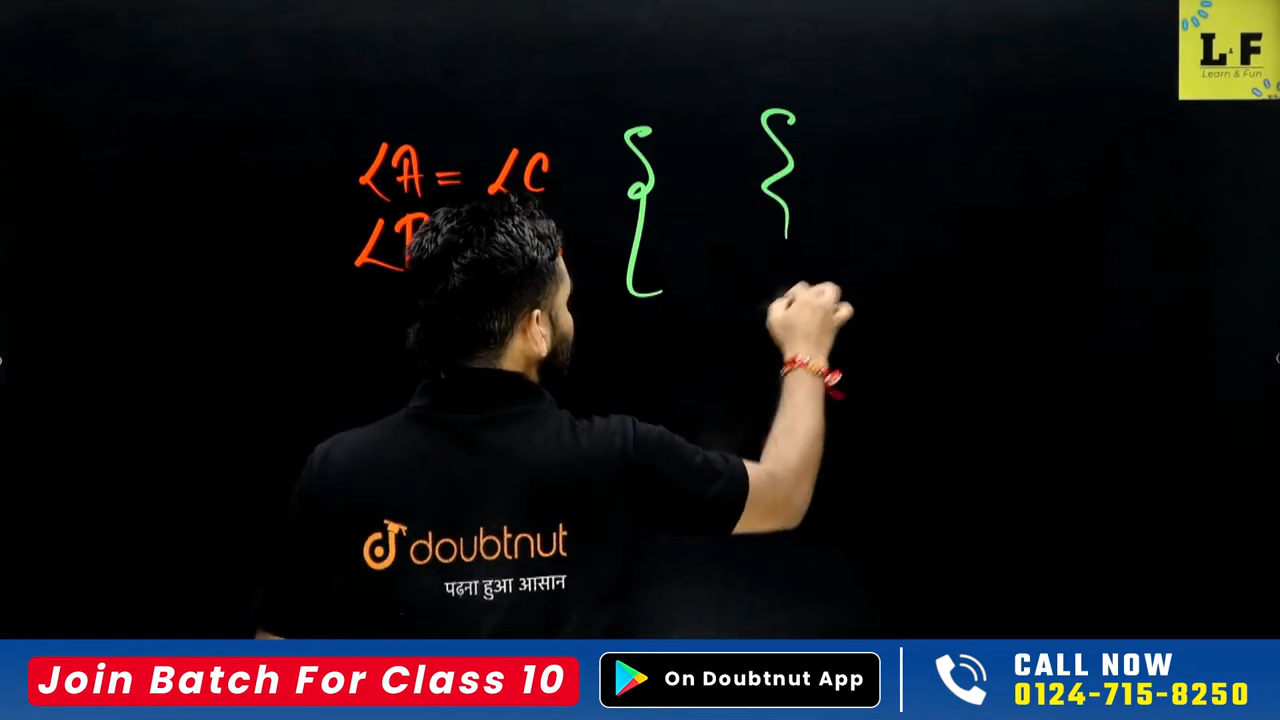 L&F
Learn & Fun
∠A = ∠C
∠B
doubtnut
पढ़ना हुआ आसान
Join Batch For Class 10
On Doubtnut App
CALL NOW
0124-715-8250